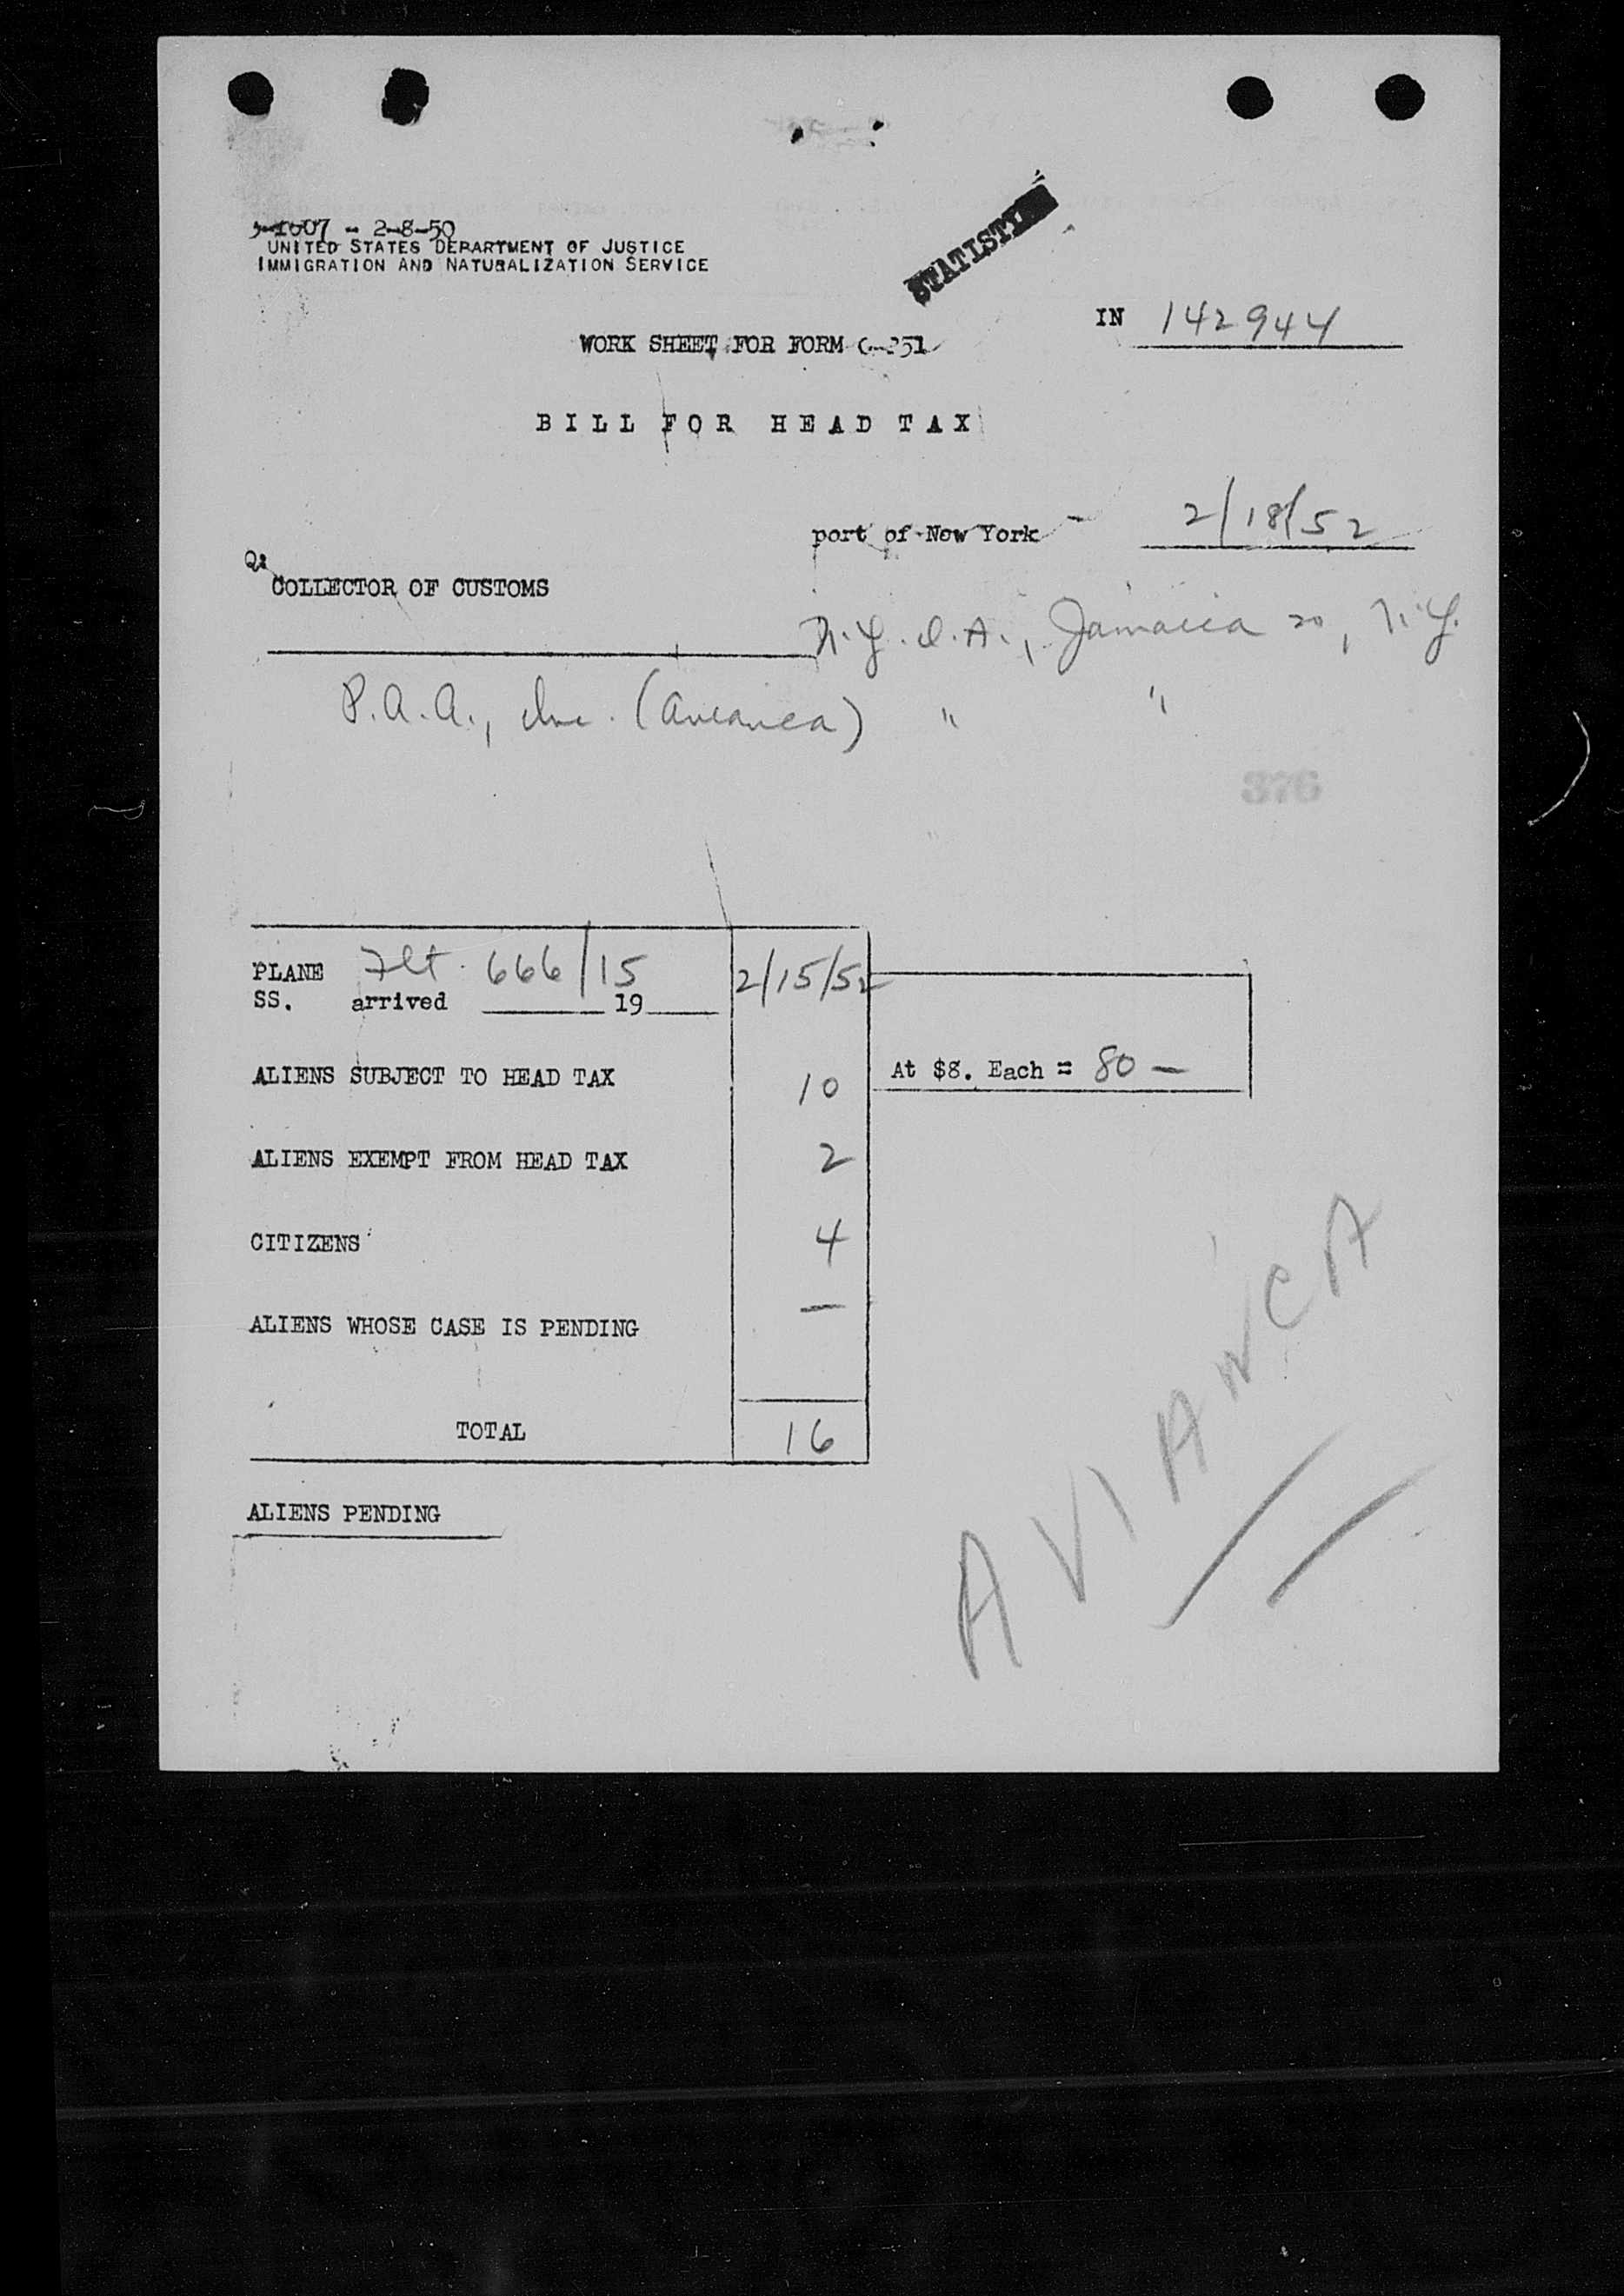 1607 - 2-8-50
UNITED STATES DEPARTMENT OF JUSTICE
IMMIGRATION AND NATURALIZATION SERVICE
IN 142944
WORK SHEET FOR FORM
BILL FOR HEAD TAX
port of New York - 2/18/52
COLLECTOR OF CUSTOMS
N.Y.I.A., Jamaica 20, N.Y.
P.A.A., Inc. (Avianca) " "
376
PLANE Flt. 666/15 2/15/52
SS. arrived 19
ALIENS SUBJECT TO HEAD TAX 10 At $8. Each = 80 —
ALIENS EXEMPT FROM HEAD TAX 2
CITIZENS 4
ALIENS WHOSE CASE IS PENDING —
TOTAL 16
AVIANCA
ALIENS PENDING